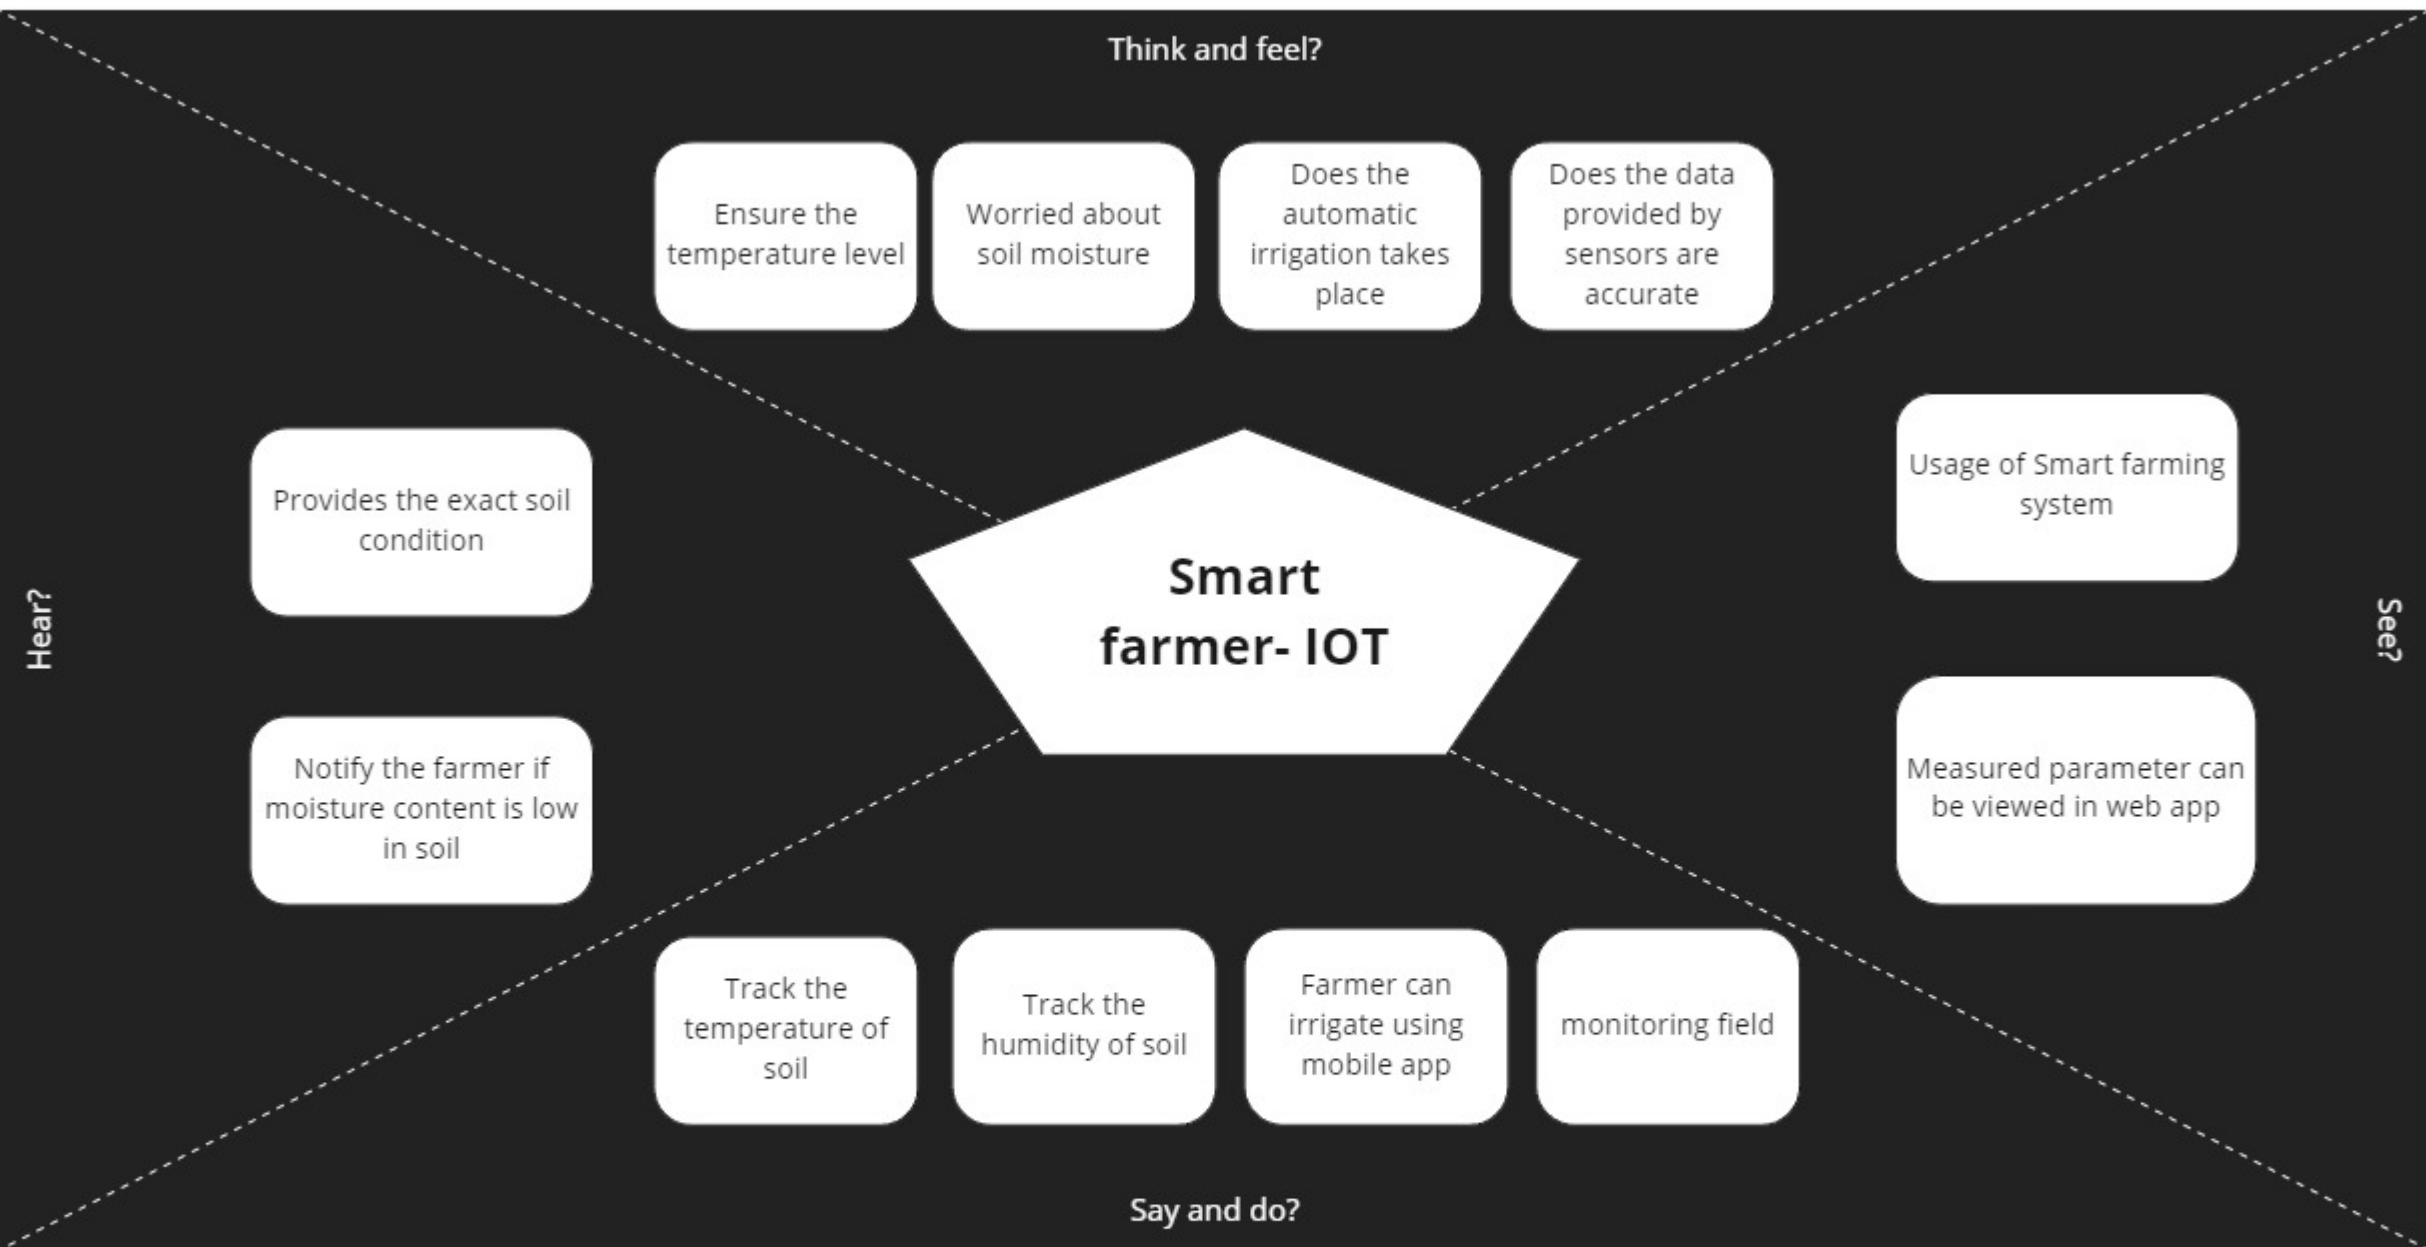 Think and feel?
Ensure the
temperature level
Worried about
soil moisture
Does the
automatic
irrigation takes
place
Does the data
provided by
sensors are
accurate
Hear?
Provides the exact soil
condition
Notify the farmer if
moisture content is low
in soil
Smart
farmer- IOT
Usage of Smart farming
system
Measured parameter can
be viewed in web app
See?
Track the
temperature of
soil
Track the
humidity of soil
Farmer can
irrigate using
mobile app
monitoring field
Say and do?